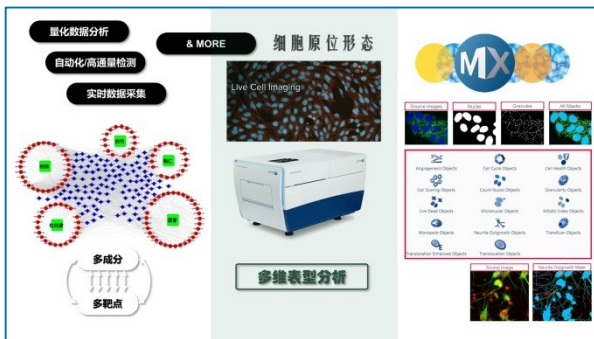 量化数据分析
自动化/高通量检测
实时数据采集
多成分
多靶点
& MORE
细胞原位形态
Live Cell Imaging
多维表型分析
MX
Source Images
Nuclei
Granules
All Masks
Angiogenesis Objects
Cell Cycle Objects
Cell Health Objects
Cell Scoring Objects
Count Nuclei Objects
Granularity Objects
Live Dead Objects
Micronuclei Objects
Mitotic Index Objects
Monopole Objects
Neurite Outgrowth Objects
Transfluor Objects
Translocation Enhanced Objects
Translocation Objects
Source Image
Neurite Outgrowth Mask